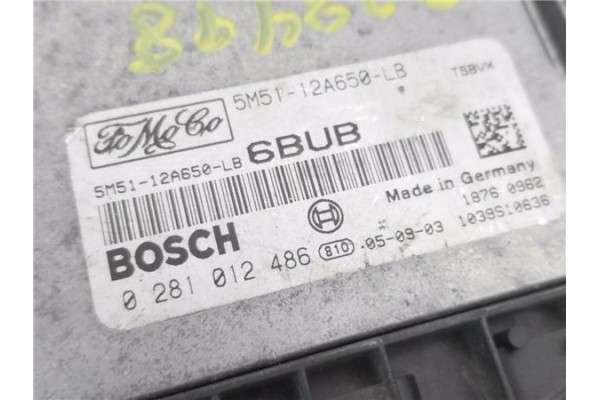 5M51-12A650-LB TSBVX
FoMoCo
5M51-12A650-LB 6BUB
Made in Germany
1876 0962
BOSCH
0 281 012 486 810 05-09-03 1039S10636